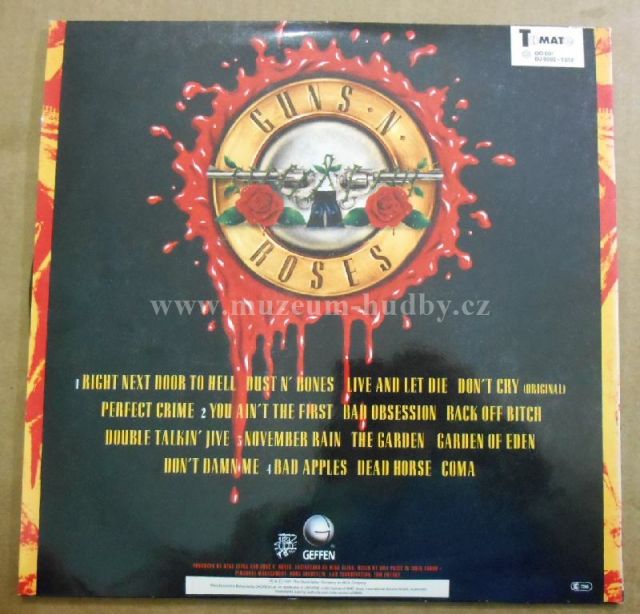 T MAT
GUNS N'
ROSES
www.muzeum-hudby.cz
1 RIGHT NEXT DOOR TO HELL DUST N' BONES LIVE AND LET DIE DON'T CRY (ORIGINAL)
PERFECT CRIME 2 YOU AIN'T THE FIRST BAD OBSESSION BACK OFF BITCH
DOUBLE TALKIN' JIVE 3 NOVEMBER RAIN THE GARDEN GARDEN OF EDEN
DON'T DAMN ME 4 BAD APPLES DEAD HORSE COMA
GEFFEN